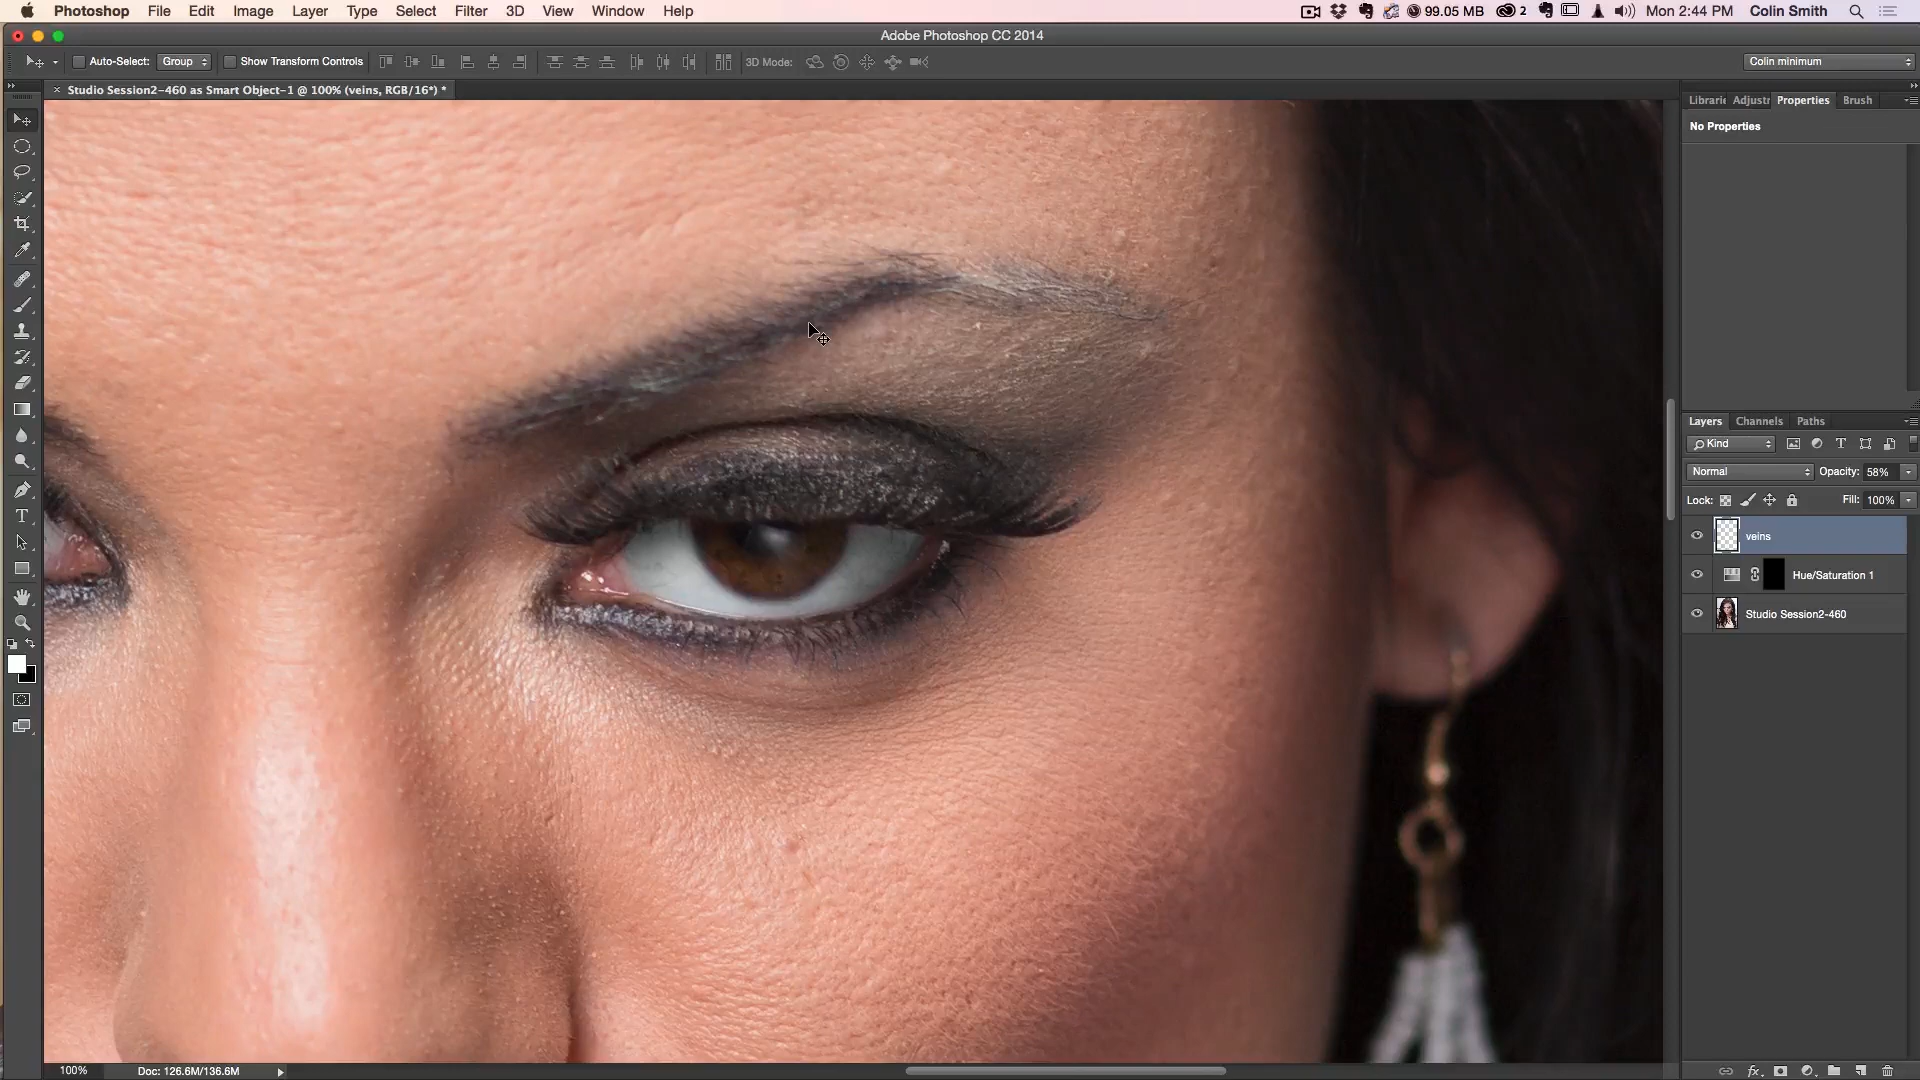 Photoshop File Edit Image Layer Type Select Filter 3D View Window Help 99.05 MB 2 Mon 2:44 PM Colin Smith
Adobe Photoshop CC 2014
Auto-Select: Group Show Transform Controls 3D Mode: Colin minimum
× Studio Session2-460 as Smart Object-1 @ 100% (veins, RGB/16*) *
Librarie Adjustr Properties Brush
No Properties
Layers Channels Paths
Kind T
Normal Opacity: 58%
Lock: Fill: 100%
veins
Hue/Saturation 1
Studio Session2-460
T
fx
100% Doc: 126.6M/136.6M